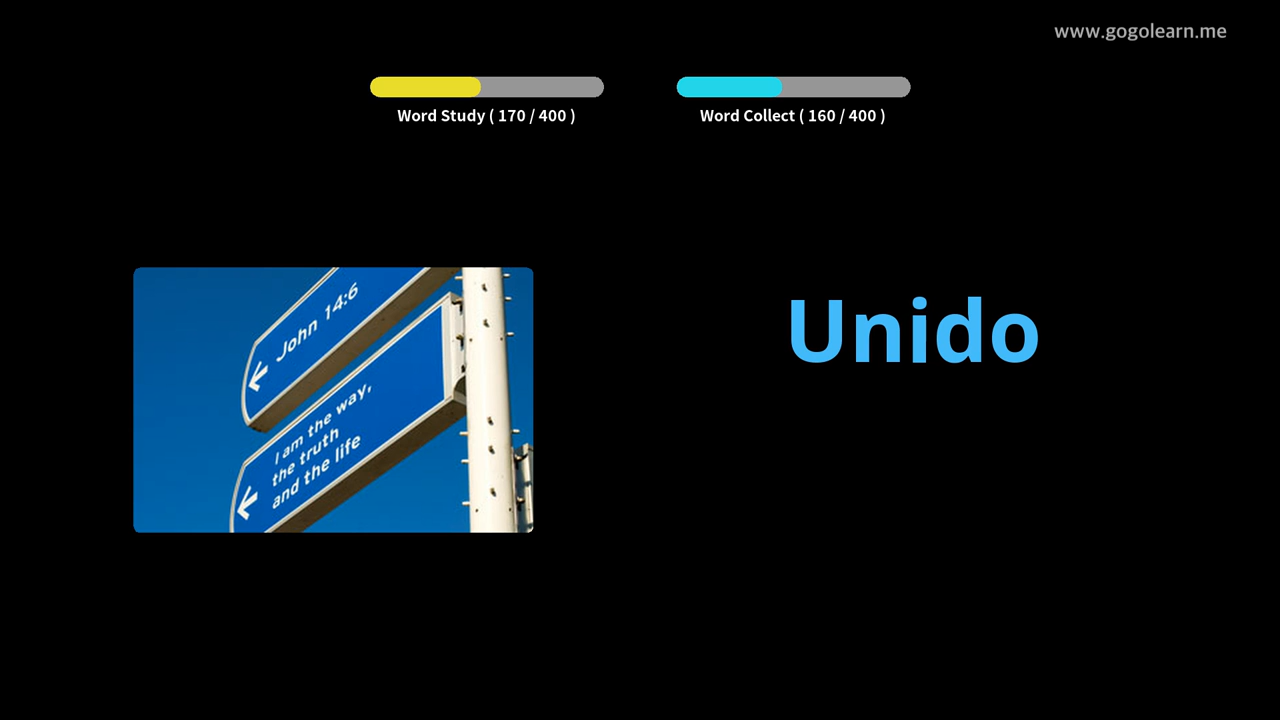 www.gogolearn.me
Word Study ( 170 / 400 )
Word Collect ( 160 / 400 )
John 14:6
I am the way,
the truth
and the life
Unido